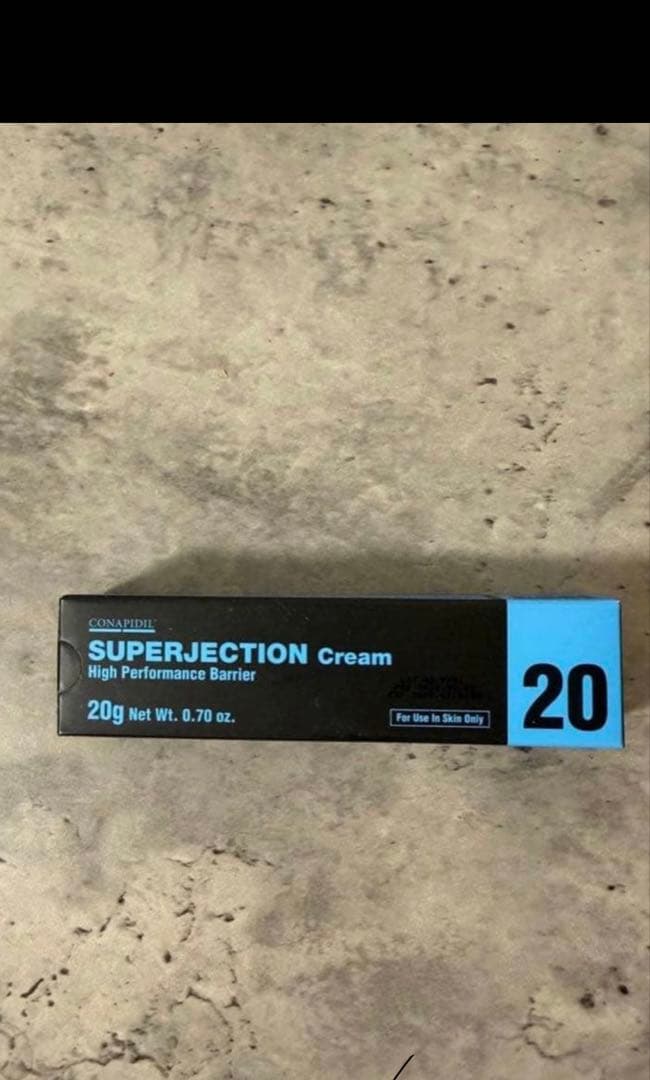 CONAPIDIL
SUPERJECTION Cream
High Performance Barrier
20g Net Wt. 0.70 oz.
For Use In Skin Only
20